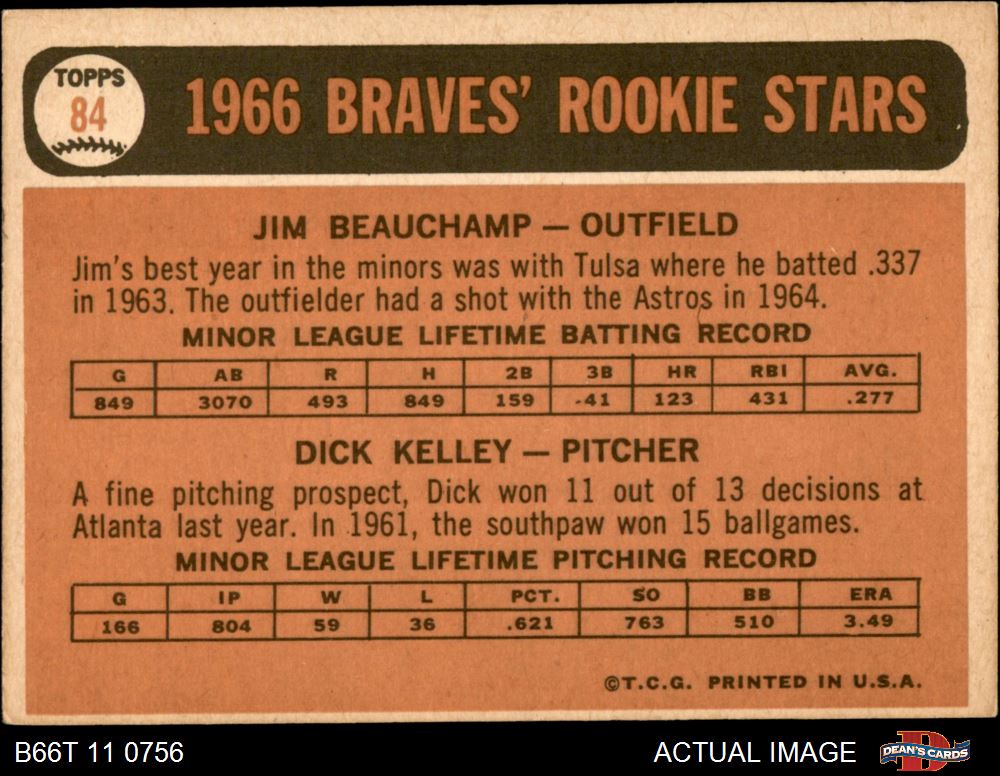 TOPPS
84
1966 BRAVES' ROOKIE STARS
JIM BEAUCHAMP — OUTFIELD
Jim's best year in the minors was with Tulsa where he batted .337
in 1963. The outfielder had a shot with the Astros in 1964.
MINOR LEAGUE LIFETIME BATTING RECORD
G AB R H 2B 3B HR RBI AVG.
849 3070 493 849 159 -41 123 431 .277
DICK KELLEY — PITCHER
A fine pitching prospect, Dick won 11 out of 13 decisions at
Atlanta last year. In 1961, the southpaw won 15 ballgames.
MINOR LEAGUE LIFETIME PITCHING RECORD
G IP W L PCT. SO BB ERA
166 804 59 36 .621 763 510 3.49
©T.C.G. PRINTED IN U.S.A.
B66T 11 0756 ACTUAL IMAGE D DEAN'S CARDS